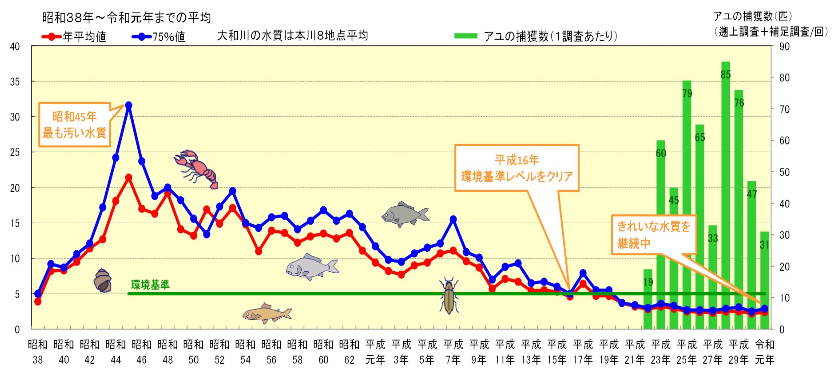 昭和38年~令和元年までの平均
アユの捕獲数(匹)
(遡上調査+補足調査/回)
年平均値 75%値 大和川の水質は本川8地点平均 アユの捕獲数(1調査あたり)
40
35
30
25
20
15
10
5
0
90
80
70
60
50
40
30
20
10
0
昭和45年
最も汚い水質
平成16年
環境基準レベルをクリア
きれいな水質を
継続中
環境基準
19
60
45
79
65
33
85
76
47
31
昭和 昭和 昭和 昭和 昭和 昭和 昭和 昭和 昭和 昭和 昭和 昭和 昭和 平成 平成 平成 平成 平成 平成 平成 平成 平成 平成 平成 平成 平成 平成 令和
38 40 42 44 46 48 50 52 54 56 58 60 62 元年 3年 5年 7年 9年 11年 13年 15年 17年 19年 21年 23年 25年 27年 29年 元年